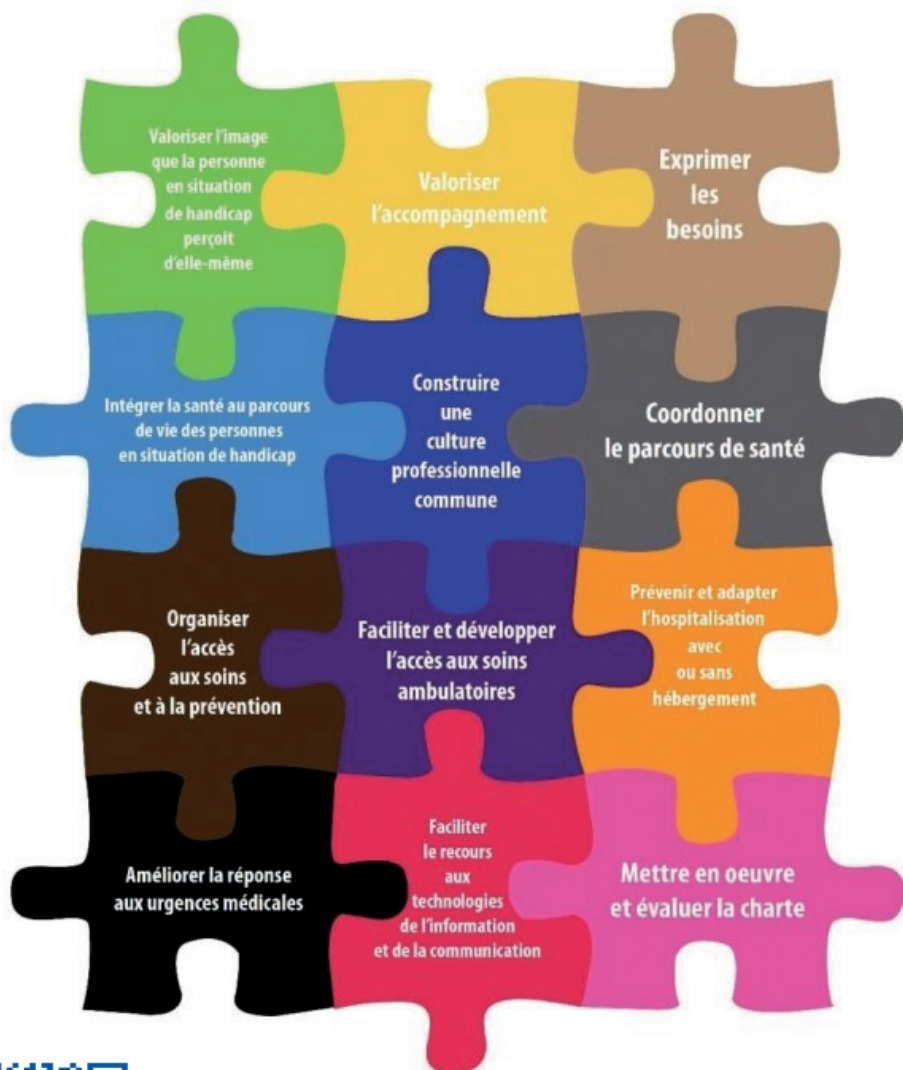 Valoriser l'image
que la personne
en situation
de handicap
perçoit
d'elle-même
Valoriser
l'accompagnement
Exprimer
les
besoins
Intégrer la santé au parcours
de vie des personnes
en situation de handicap
Construire
une
culture
professionnelle
commune
Coordonner
le parcours de santé
Organiser
l'accès
aux soins
et à la prévention
Faciliter et développer
l'accès aux soins
ambulatoires
Prévenir et adapter
l'hospitalisation
avec
ou sans
hébergement
Améliorer la réponse
aux urgences médicales
Faciliter
le recours
aux
technologies
de l'information
et de la communication
Mettre en oeuvre
et évaluer la charte